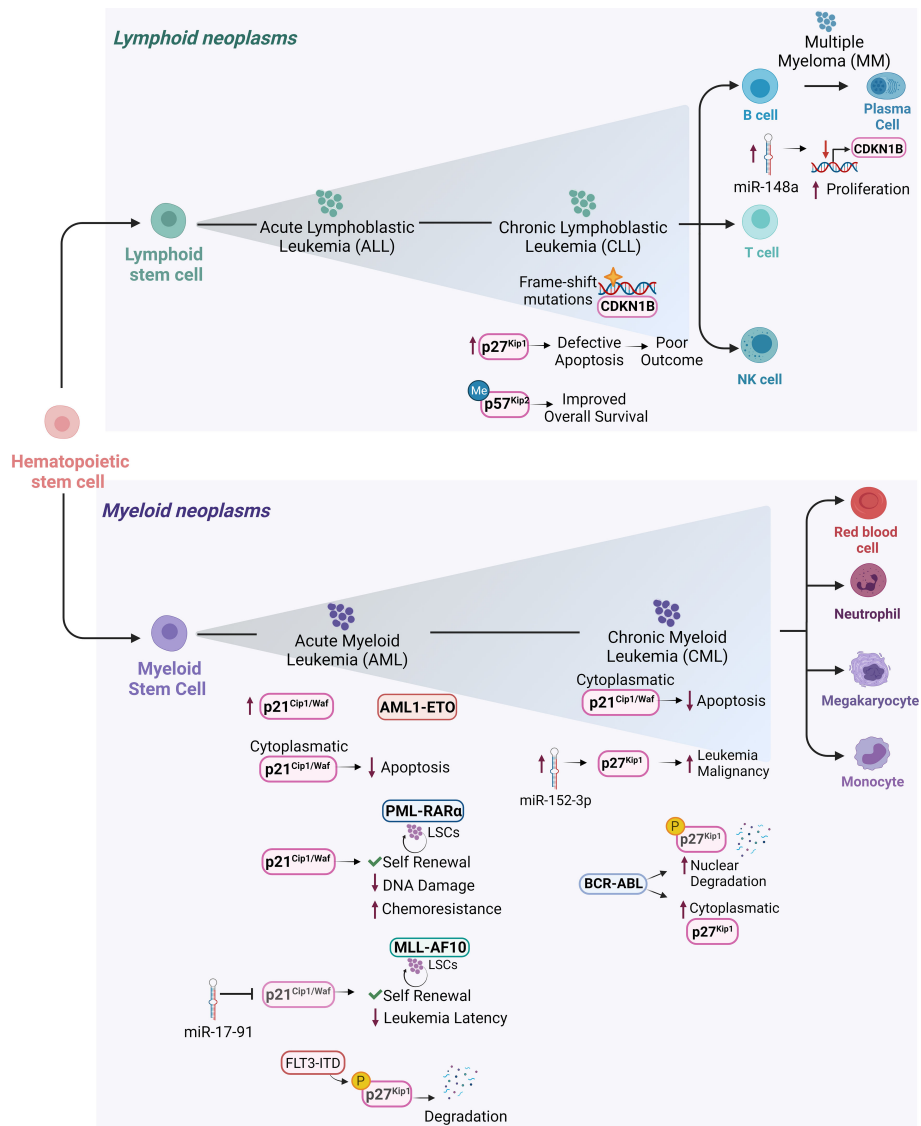 Lymphoid neoplasms
Multiple
Myeloma (MM)
B cell
Plasma
Cell
miR-148a
CDKN1B
Proliferation
Acute Lymphoblastic
Leukemia (ALL)
Chronic Lymphoblastic
Leukemia (CLL)
Lymphoid
stem cell
T cell
Frame-shift
mutations
CDKN1B
p27Kip1
Defective
Apoptosis
Poor
Outcome
NK cell
Me
p57Kip2
Improved
Overall Survival
Hematopoietic
stem cell
Myeloid neoplasms
Red blood
cell
Neutrophil
Megakaryocyte
Monocyte
Myeloid
Stem Cell
Acute Myeloid
Leukemia (AML)
Chronic Myeloid
Leukemia (CML)
p21Cip1/Waf
AML1-ETO
Cytoplasmatic
p21Cip1/Waf
Apoptosis
Cytoplasmatic
p21Cip1/Waf
Apoptosis
miR-152-3p
p27Kip1
Leukemia
Malignancy
PML-RARα
LSCs
p21Cip1/Waf
Self Renewal
DNA Damage
Chemoresistance
BCR-ABL
P
p27Kip1
Nuclear
Degradation
Cytoplasmatic
p27Kip1
MLL-AF10
LSCs
miR-17-91
p21Cip1/Waf
Self Renewal
Leukemia Latency
FLT3-ITD
P
p27Kip1
Degradation